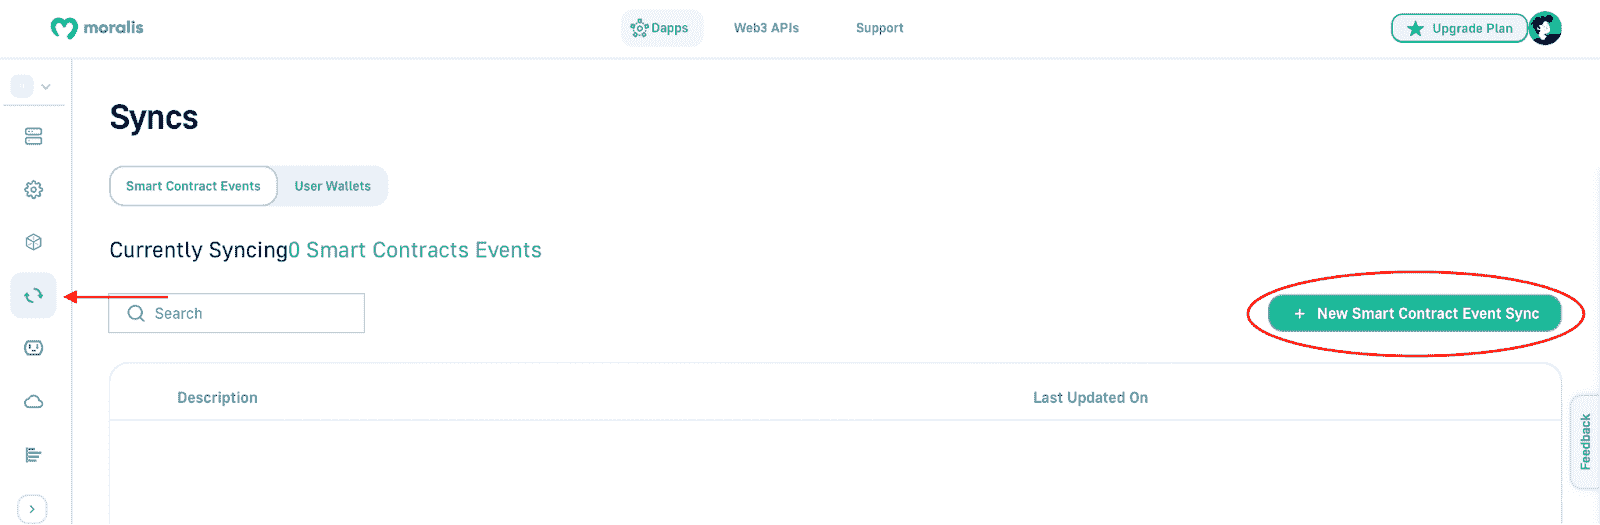 moralis
Dapps
Web3 APIs
Support
Upgrade Plan
Syncs
Smart Contract Events
User Wallets
Currently Syncing0 Smart Contracts Events
Search
+ New Smart Contract Event Sync
Description
Last Updated On
Feedback